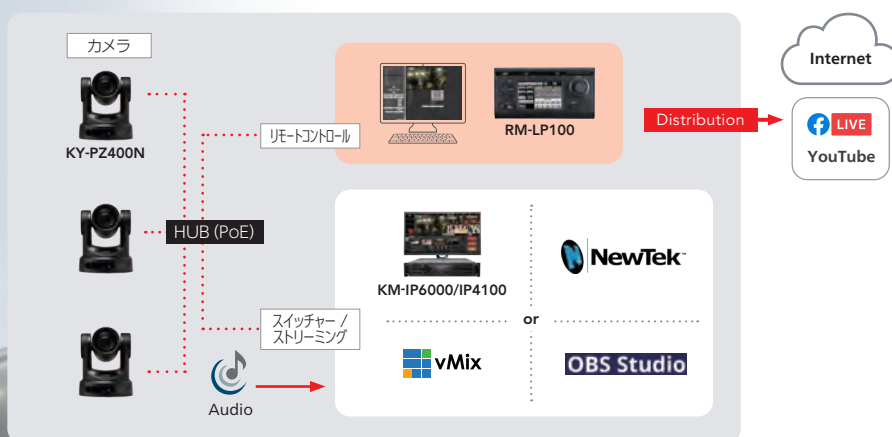 カメラ
KY-PZ400N
HUB (PoE)
リモートコントロール
RM-LP100
Distribution
Internet
LIVE
YouTube
スイッチャー /
ストリーミング
KM-IP6000/IP4100
NewTek
or
vMix
OBS Studio
Audio